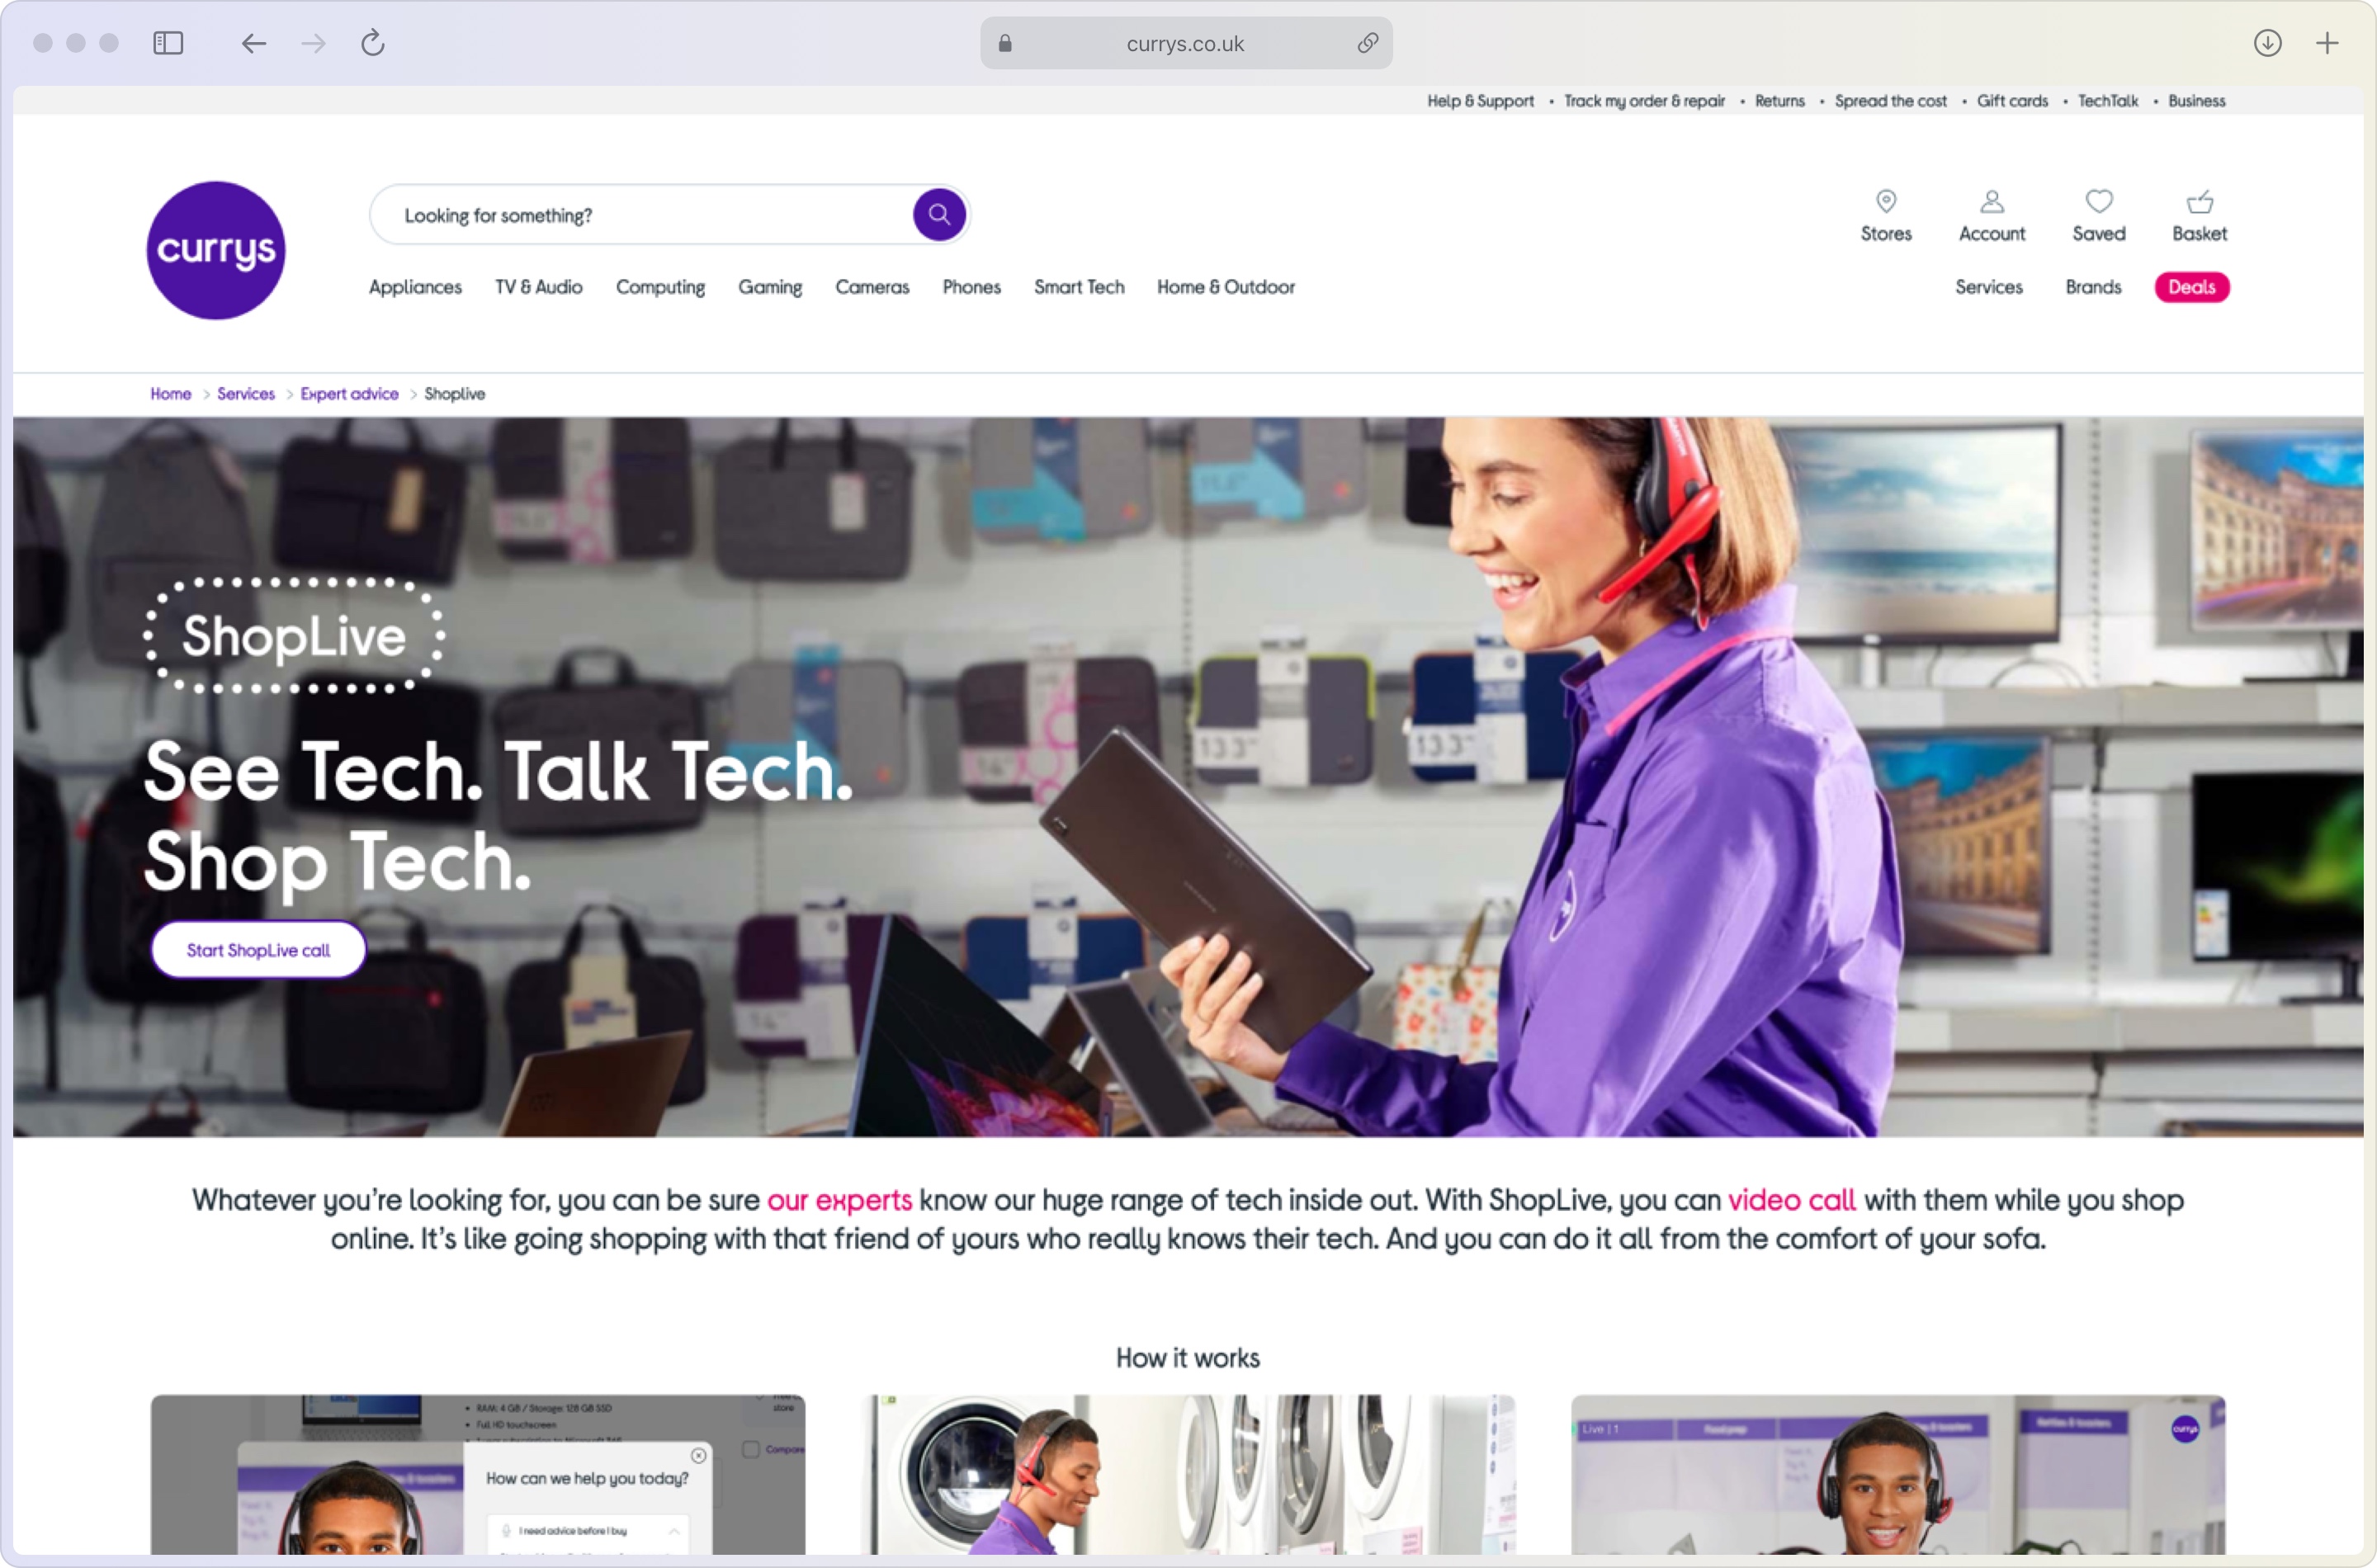 currys.co.uk
Help & Support • Track my order & repair • Returns • Spread the cost • Gift cards • TechTalk • Business
currys
Looking for something?
Stores Account Saved Basket
Appliances TV & Audio Computing Gaming Cameras Phones Smart Tech Home & Outdoor
Services Brands Deals
Home > Services > Expert advice > Shoplive
ShopLive
See Tech. Talk Tech.
Shop Tech.
Start ShopLive call
13.3"
13.3"
14"
Whatever you're looking for, you can be sure our experts know our huge range of tech inside out. With ShopLive, you can video call with them while you shop
online. It's like going shopping with that friend of yours who really knows their tech. And you can do it all from the comfort of your sofa.
How it works
• RAM: 4 GB / Storage: 128 GB SSD
• Full HD touchscreen
store
Compare
How can we help you today?
I need advice before I buy
Live | 1
currys